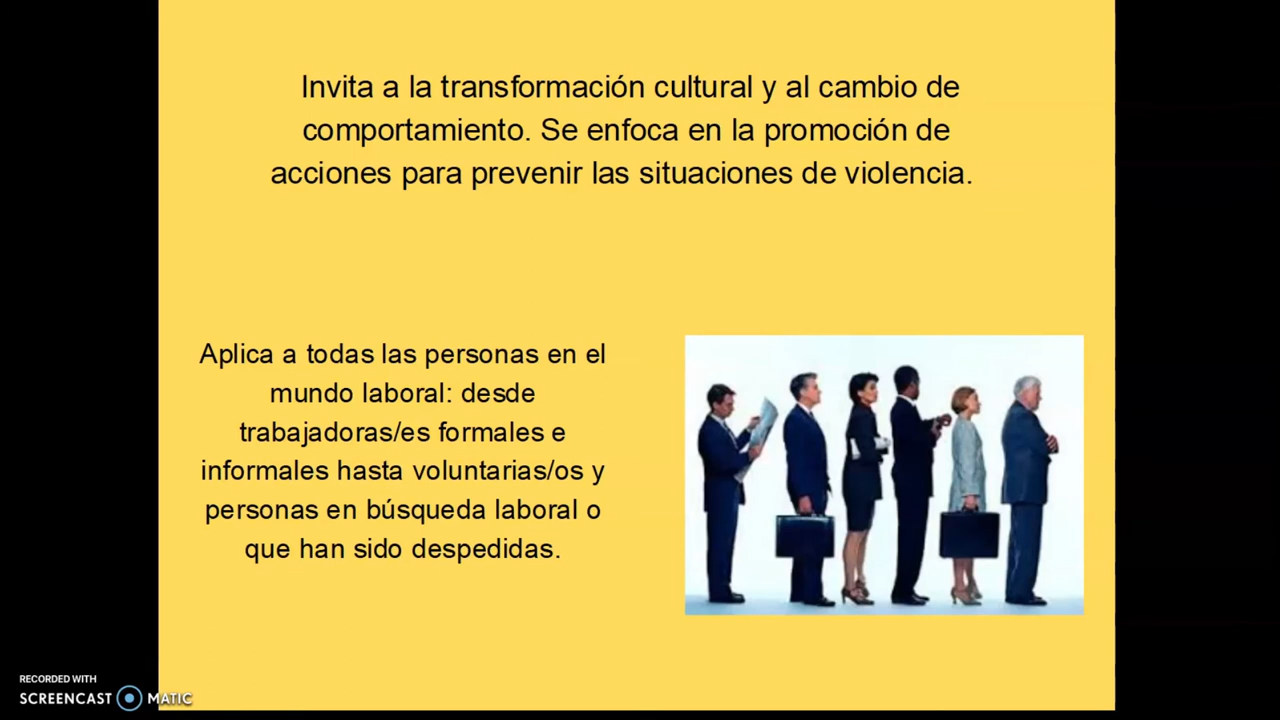 Invita a la transformación cultural y al cambio de
comportamiento. Se enfoca en la promoción de
acciones para prevenir las situaciones de violencia.
Aplica a todas las personas en el
mundo laboral: desde
trabajadoras/es formales e
informales hasta voluntarias/os y
personas en búsqueda laboral o
que han sido despedidas.
RECORDED WITH
SCREENCAST MATIC